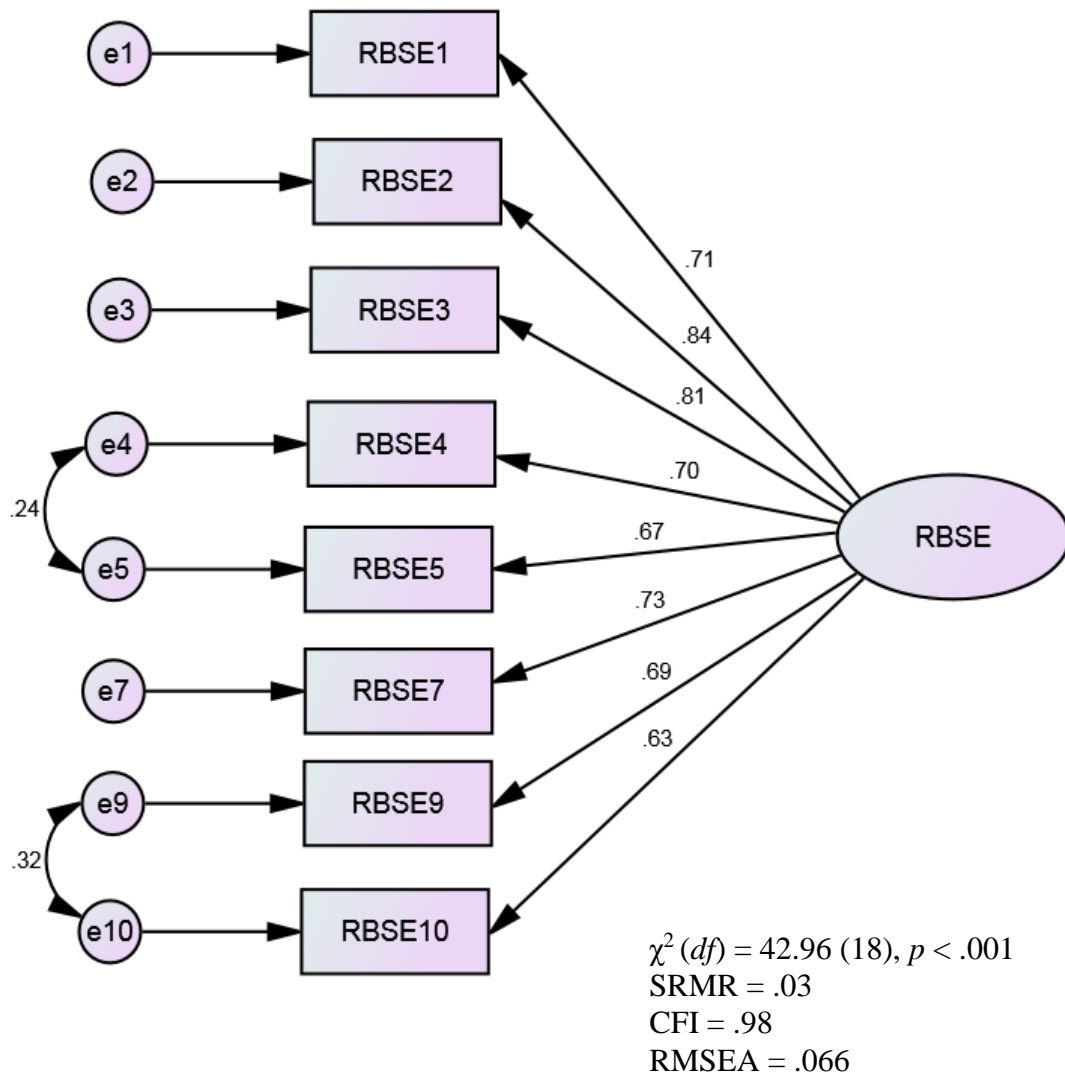 e1
RBSE1
e2
RBSE2
.71
e3
RBSE3
.84
.81
e4
RBSE4
.70
.24
RBSE
.67
e5
RBSE5
.73
e7
RBSE7
.69
.63
e9
RBSE9
.32
e10
RBSE10
χ² (df) = 42.96 (18), p < .001
SRMR = .03
CFI = .98
RMSEA = .066